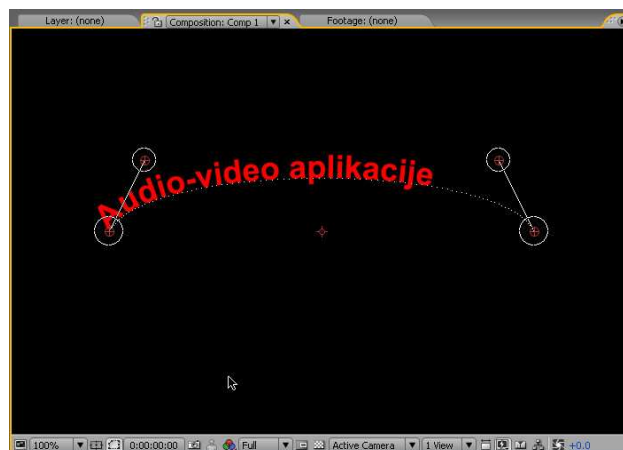 Layer: (none) Composition: Comp 1 Footage: (none)
Audio-video aplikacije
100% 0:00:00:00 Full Active Camera 1 View +0.0